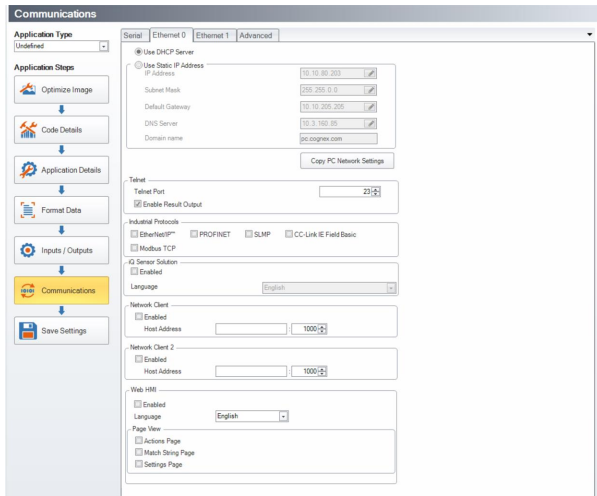 Communications
Application Type
Undefined
Application Steps
Optimize Image
Code Details
Application Details
Format Data
Inputs / Outputs
Communications
Save Settings
Serial Ethernet 0 Ethernet 1 Advanced
Use DHCP Server
Use Static IP Address
IP Address 10. 10. 80. 203
Subnet Mask 255. 255. 0. 0.
Default Gateway 10. 10. 205. 205
DNS Server 10. 3. 160. 85
Domain name pc.cognex.com
Copy PC Network Settings
Telnet
Telnet Port 23
Enable Result Output
Industrial Protocols
EtherNet/IP™ PROFINET SLMP CC-Link IE Field Basic
Modbus TCP
iQ Sensor Solution
Enabled
Language English
Network Client
Enabled
Host Address : 1000
Network Client 2
Enabled
Host Address : 1000
Web HMI
Enabled
Language English
Page View
Actions Page
Match String Page
Settings Page